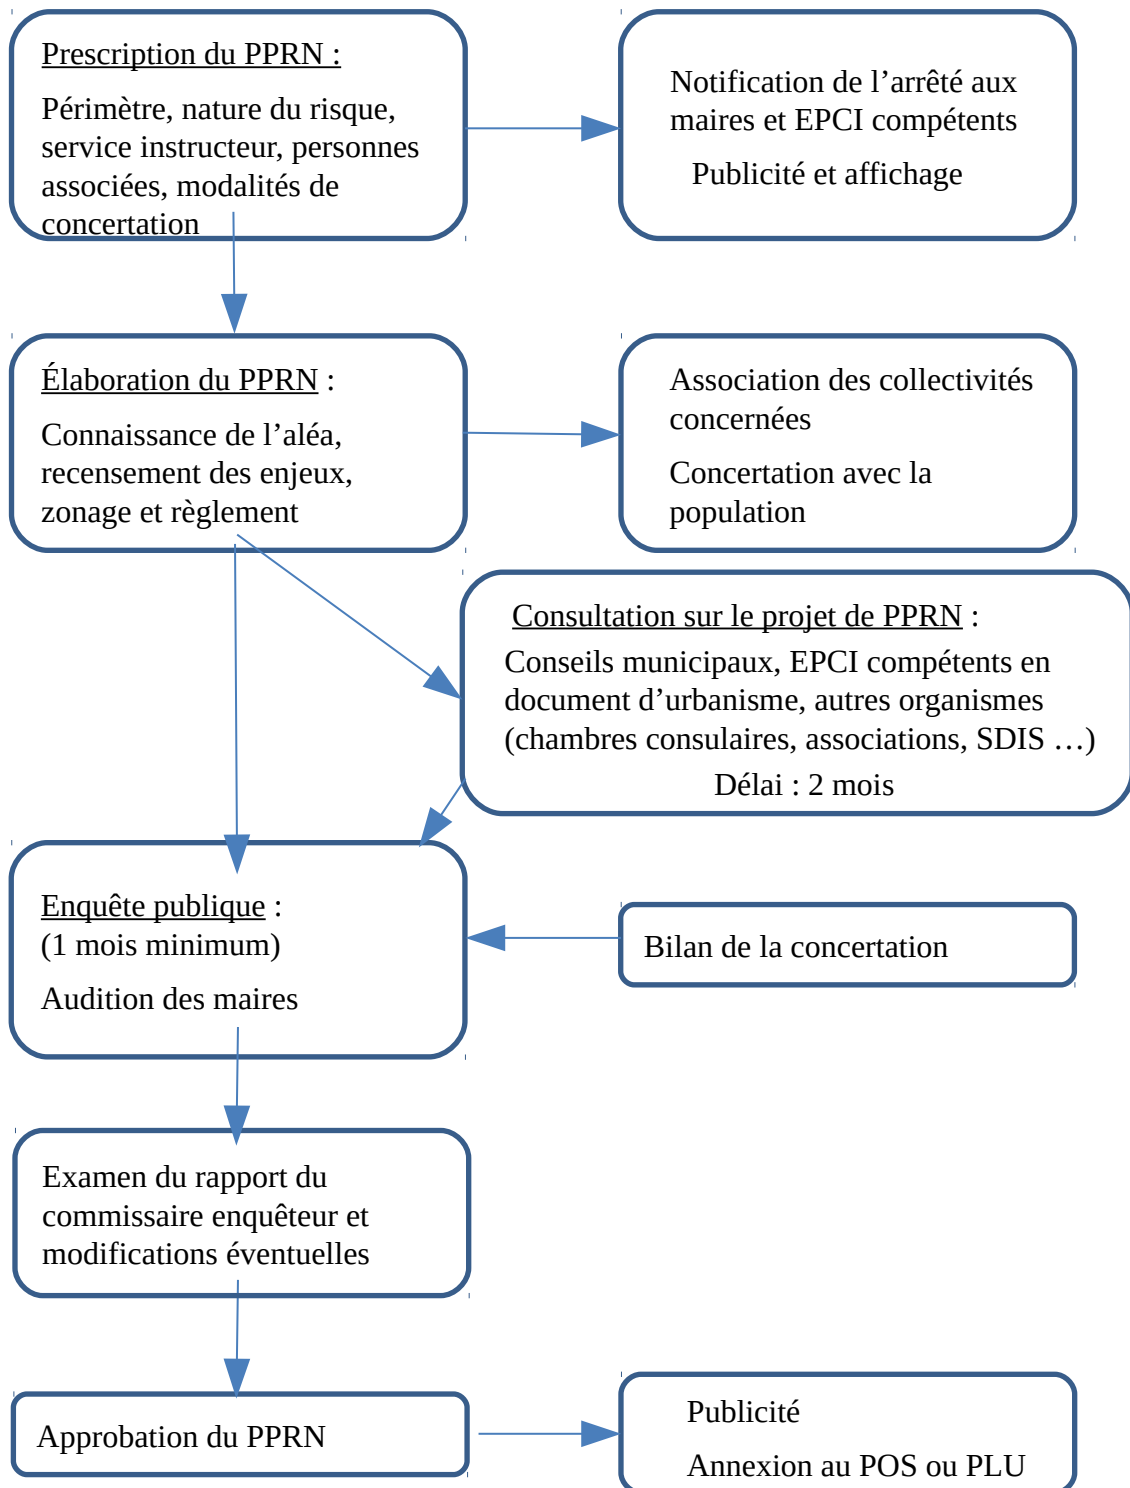 Prescription du PPRN :
Périmètre, nature du risque,
service instructeur, personnes
associées, modalités de
concertation
Notification de l’arrêté aux
maires et EPCI compétents
Publicité et affichage
Élaboration du PPRN :
Connaissance de l’aléa,
recensement des enjeux,
zonage et règlement
Association des collectivités
concernées
Concertation avec la
population
Consultation sur le projet de PPRN :
Conseils municipaux, EPCI compétents en
document d’urbanisme, autres organismes
(chambres consulaires, associations, SDIS …)
Délai : 2 mois
Enquête publique :
(1 mois minimum)
Audition des maires
Bilan de la concertation
Examen du rapport du
commissaire enquêteur et
modifications éventuelles
Approbation du PPRN
Publicité
Annexion au POS ou PLU